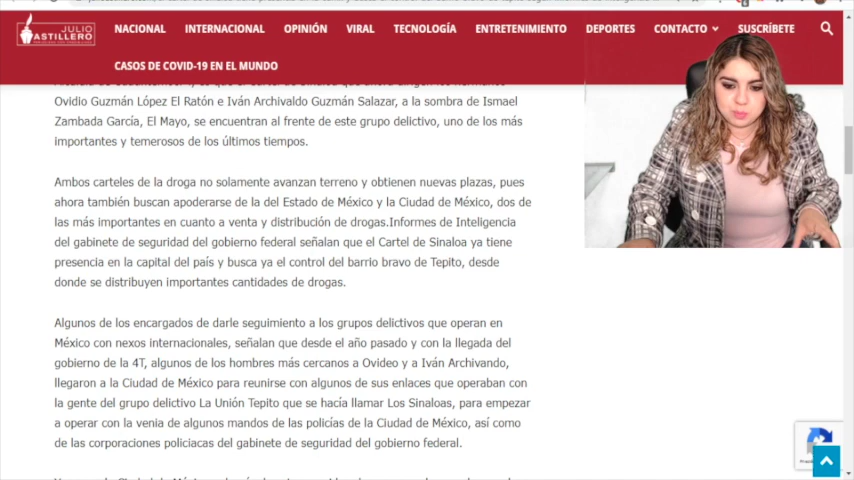 JULIO
ASTILLERO
NACIONAL INTERNACIONAL OPINIÓN VIRAL TECNOLOGÍA ENTRETENIMIENTO DEPORTES CONTACTO SUSCRÍBETE
CASOS DE COVID-19 EN EL MUNDO
Ovidio Guzmán López El Ratón e Iván Archivaldo Guzmán Salazar, a la sombra de Ismael
Zambada García, El Mayo, se encuentran al frente de este grupo delictivo, uno de los más
importantes y temerosos de los últimos tiempos.
Ambos carteles de la droga no solamente avanzan terreno y obtienen nuevas plazas, pues
ahora también buscan apoderarse de la del Estado de México y la Ciudad de México, dos de
las más importantes en cuanto a venta y distribución de drogas.Informes de Inteligencia
del gabinete de seguridad del gobierno federal señalan que el Cartel de Sinaloa ya tiene
presencia en la capital del país y busca ya el control del barrio bravo de Tepito, desde
donde se distribuyen importantes cantidades de drogas.
Algunos de los encargados de darle seguimiento a los grupos delictivos que operan en
México con nexos internacionales, señalan que desde el año pasado y con la llegada del
gobierno de la 4T, algunos de los hombres más cercanos a Ovideo y a Iván Archivando,
llegaron a la Ciudad de México para reunirse con algunos de sus enlaces que operaban con
la gente del grupo delictivo La Unión Tepito que se hacía llamar Los Sinaloas, para empezar
a operar con la venia de algunos mandos de las policías de la Ciudad de México, así como
de las corporaciones policiacas del gabinete de seguridad del gobierno federal.